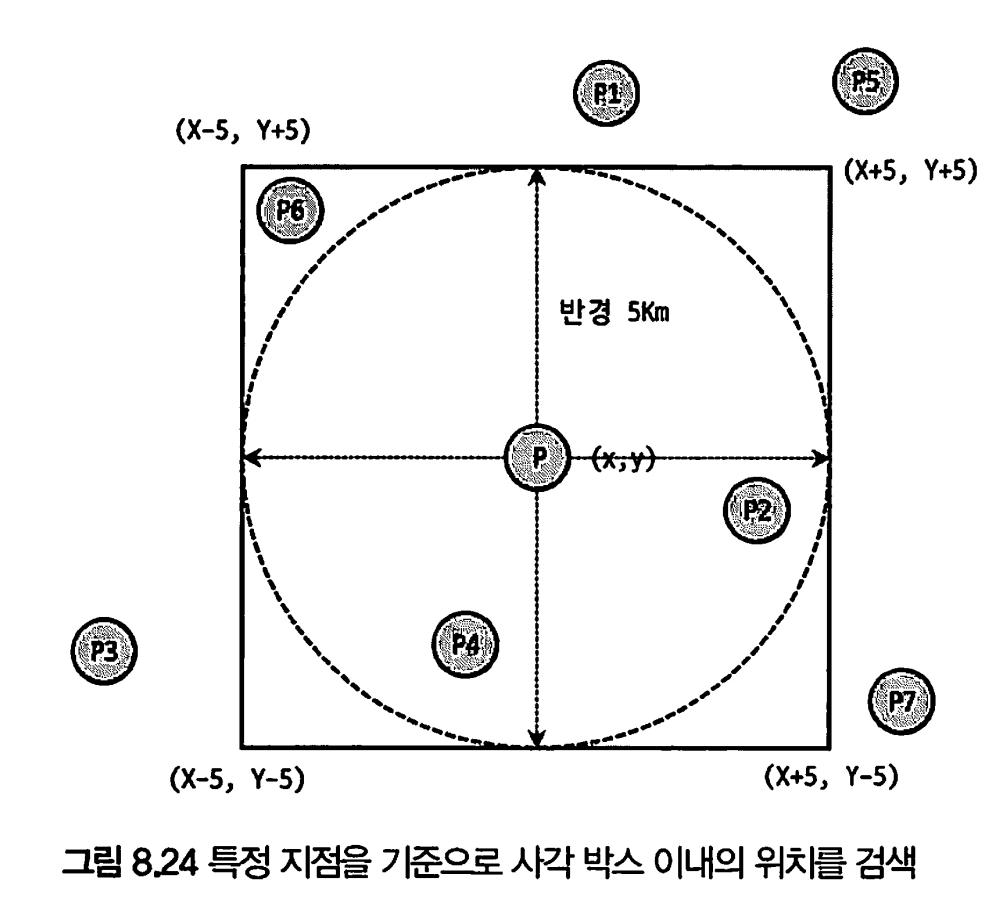 P1
P5
(X-5, Y+5)
(X+5, Y+5)
P6
반경 5Km
P
(x,y)
P2
P4
P3
P7
(X-5, Y-5)
(X+5, Y-5)
그림 8.24 특정 지점을 기준으로 사각 박스 이내의 위치를 검색